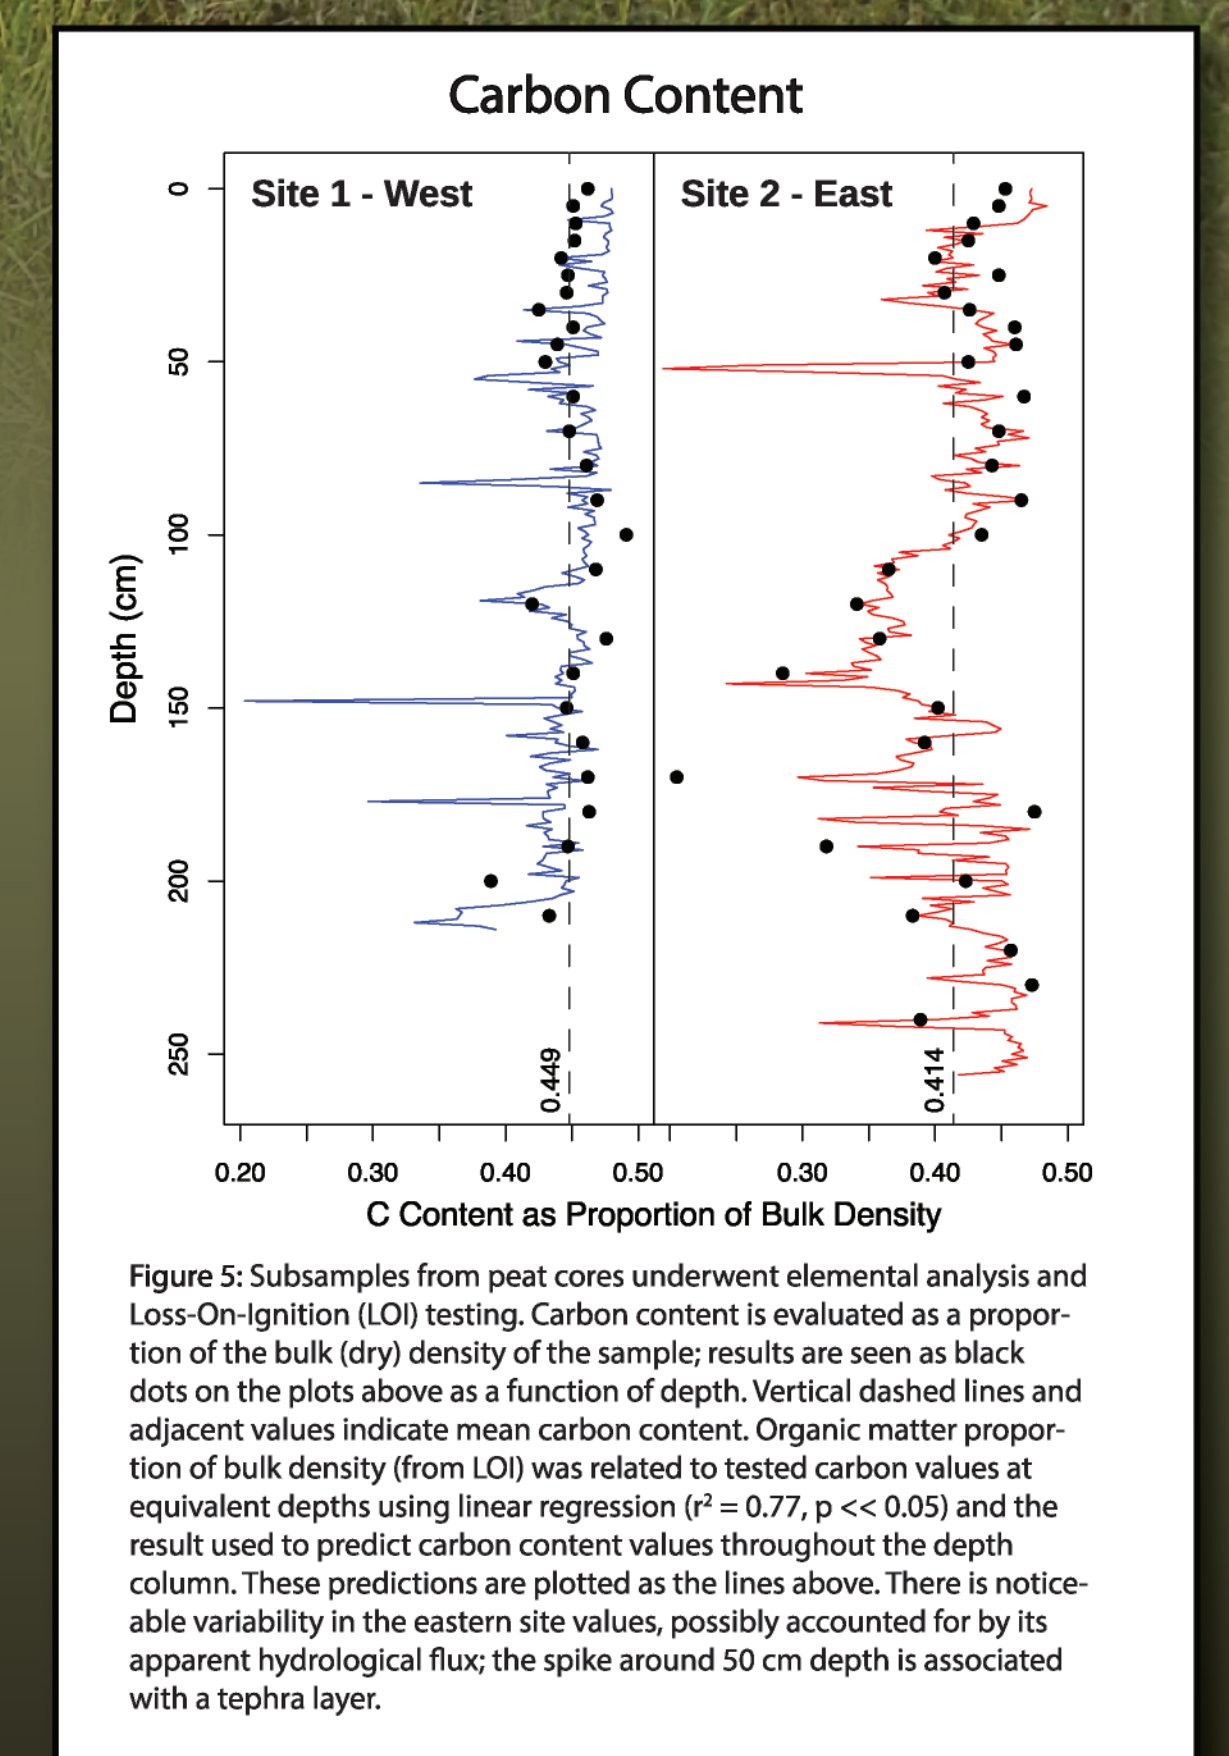 Carbon Content
Site 1 - West
Site 2 - East
0
50
100
150
200
250
Depth (cm)
0.449
0.414
0.20 0.30 0.40 0.50 0.30 0.40 0.50
C Content as Proportion of Bulk Density
Figure 5: Subsamples from peat cores underwent elemental analysis and
Loss-On-Ignition (LOI) testing. Carbon content is evaluated as a propor-
tion of the bulk (dry) density of the sample; results are seen as black
dots on the plots above as a function of depth. Vertical dashed lines and
adjacent values indicate mean carbon content. Organic matter propor-
tion of bulk density (from LOI) was related to tested carbon values at
equivalent depths using linear regression (r² = 0.77, p << 0.05) and the
result used to predict carbon content values throughout the depth
column. These predictions are plotted as the lines above. There is notice-
able variability in the eastern site values, possibly accounted for by its
apparent hydrological flux; the spike around 50 cm depth is associated
with a tephra layer.